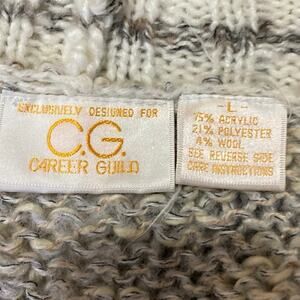 EXCLUSIVELY DESIGNED FOR
C.G.
CAREER GUILD
- L -
75% ACRYLIC
21% POLYESTER
4% WOOL
SEE REVERSE SIDE
CARE INSTRUCTIONS